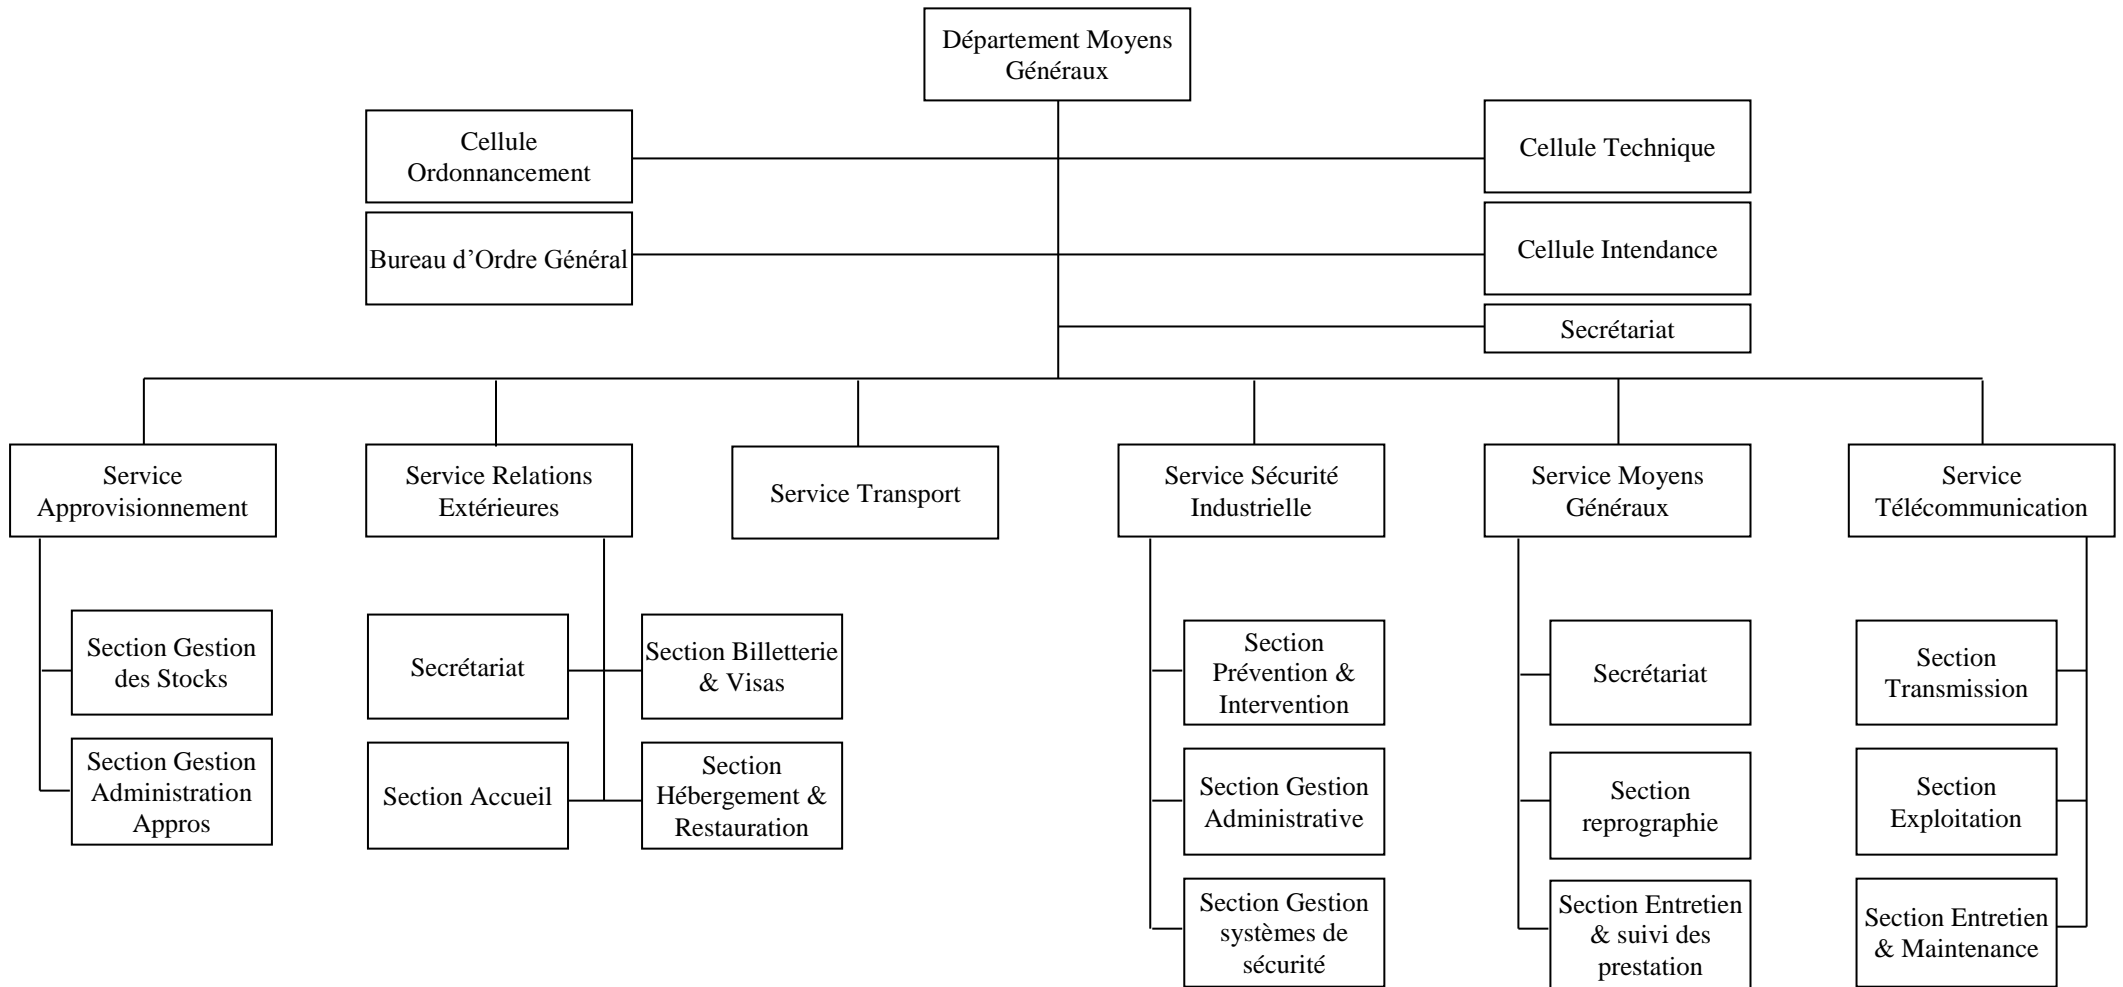 Département Moyens
Généraux
Cellule
Ordonnancement
Cellule Technique
Bureau d’Ordre Général
Cellule Intendance
Secrétariat
Service
Approvisionnement
Service Relations
Extérieures
Service Transport
Service Sécurité
Industrielle
Service Moyens
Généraux
Service
Télécommunication
Section Gestion
des Stocks
Section Gestion
Administration
Appros
Secrétariat
Section Billetterie
& Visas
Section Accueil
Section
Hébergement &
Restauration
Section
Prévention &
Intervention
Section Gestion
Administrative
Section Gestion
systèmes de
sécurité
Secrétariat
Section
reprographie
Section Entretien
& suivi des
prestation
Section
Transmission
Section
Exploitation
Section Entretien
& Maintenance